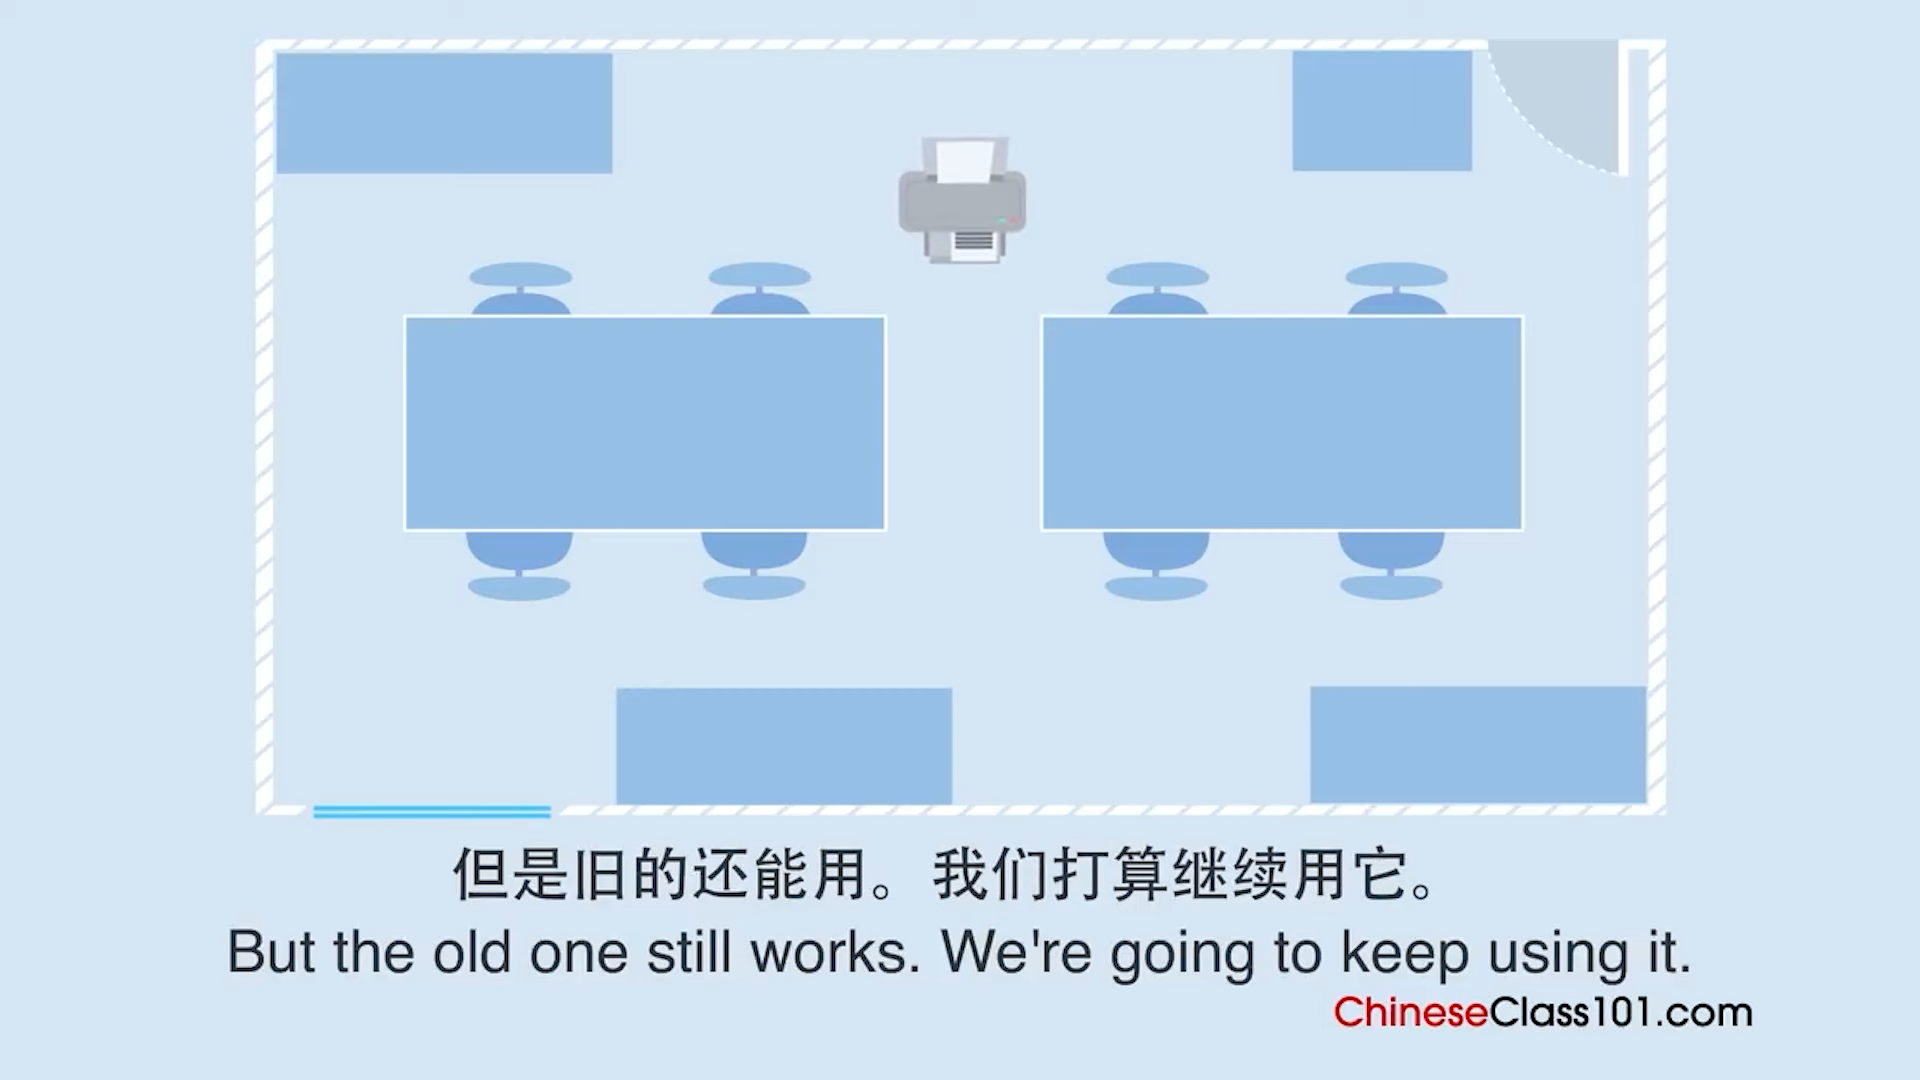 但是旧的还能用。我们打算继续用它。
But the old one still works. We're going to keep using it.
ChineseClass101.com